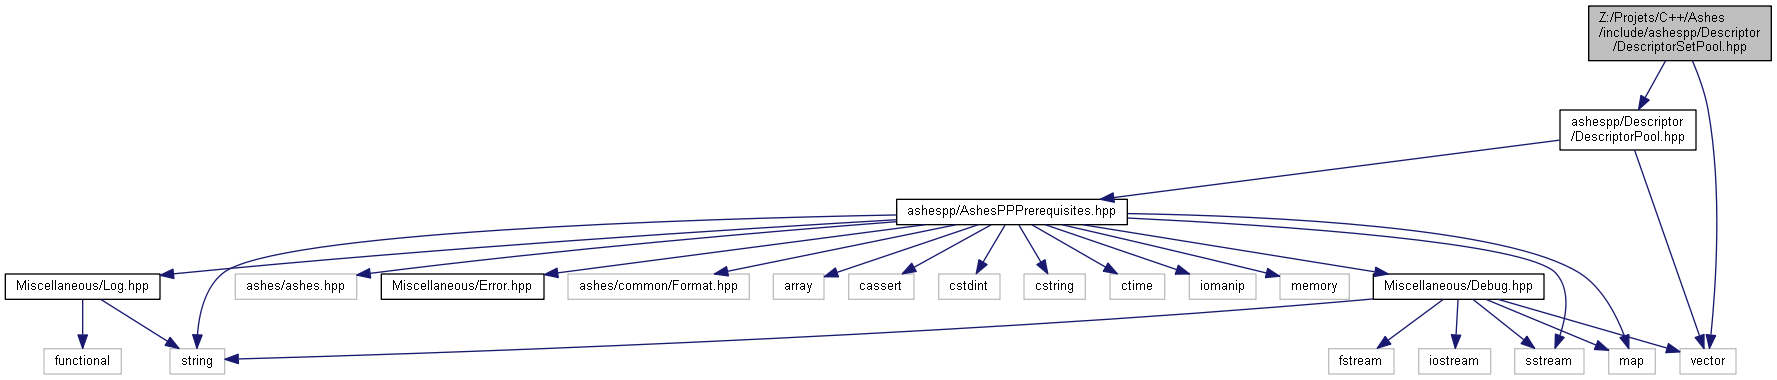 Z:/Projets/C++/Ashes
/include/ashespp/Descriptor
/DescriptorSetPool.hpp
ashespp/Descriptor
/DescriptorPool.hpp
ashespp/AshesPPPrerequisites.hpp
Miscellaneous/Log.hpp
ashes/ashes.hpp
Miscellaneous/Error.hpp
ashes/common/Format.hpp
array
cassert
cstdint
cstring
ctime
iomanip
memory
Miscellaneous/Debug.hpp
functional
string
fstream
iostream
sstream
map
vector